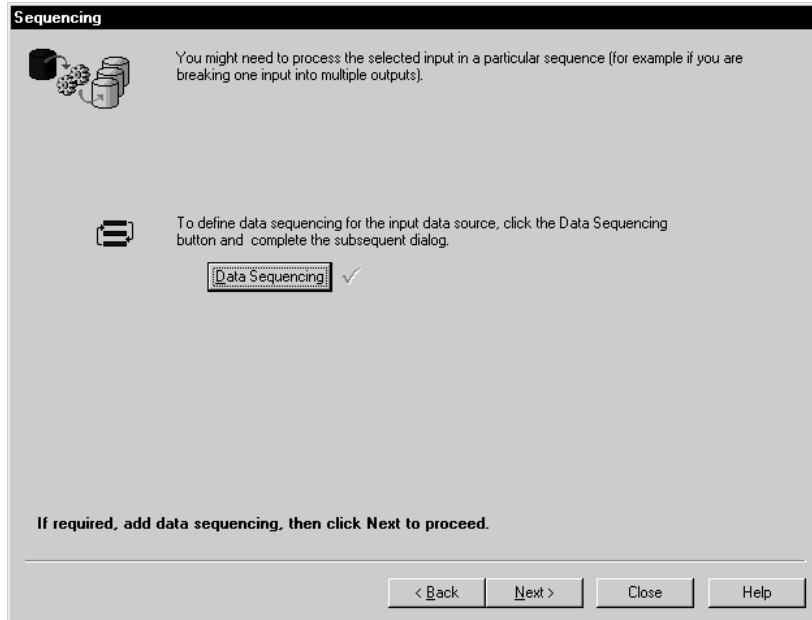 Sequencing
You might need to process the selected input in a particular sequence (for example if you are
breaking one input into multiple outputs).
To define data sequencing for the input data source, click the Data Sequencing
button and complete the subsequent dialog.
Data Sequencing
If required, add data sequencing, then click Next to proceed.
< Back Next > Close Help